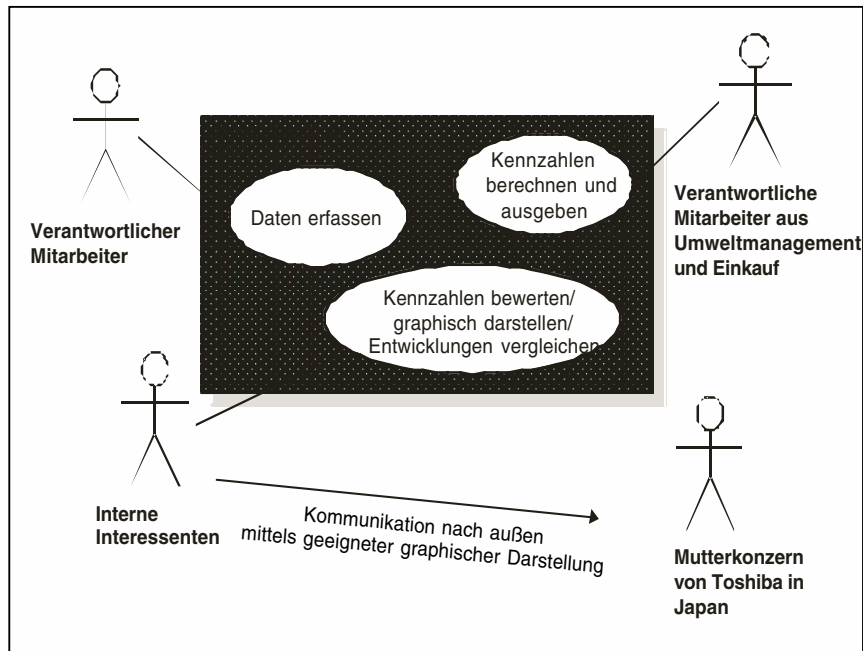 Verantwortlicher
Mitarbeiter
Daten erfassen
Kennzahlen
berechnen und
ausgeben
Verantwortliche
Mitarbeiter aus
Umweltmanagement
und Einkauf
Kennzahlen bewerten/
graphisch darstellen/
Entwicklungen vergleichen
Interne
Interessenten
Kommunikation nach außen
mittels geeigneter graphischer Darstellung
Mutterkonzern
von Toshiba in
Japan